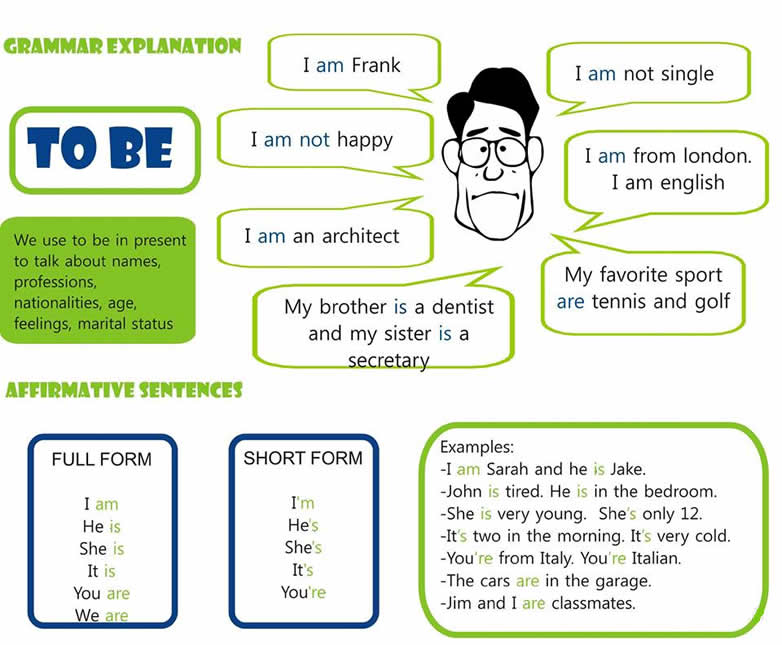 GRAMMAR EXPLANATION
TO BE
We use to be in present
to talk about names,
professions,
nationalities, age,
feelings, marital status
I am Frank
I am not happy
I am an architect
My brother is a dentist
and my sister is a
secretary
I am not single
I am from london.
I am english
My favorite sport
are tennis and golf
AFFIRMATIVE SENTENCES
FULL FORM
I am
He is
She is
It is
You are
We are
SHORT FORM
I'm
He's
She's
It's
You're
Examples:
-I am Sarah and he is Jake.
-John is tired. He is in the bedroom.
-She is very young. She's only 12.
-It's two in the morning. It's very cold.
-You're from Italy. You're Italian.
-The cars are in the garage.
-Jim and I are classmates.